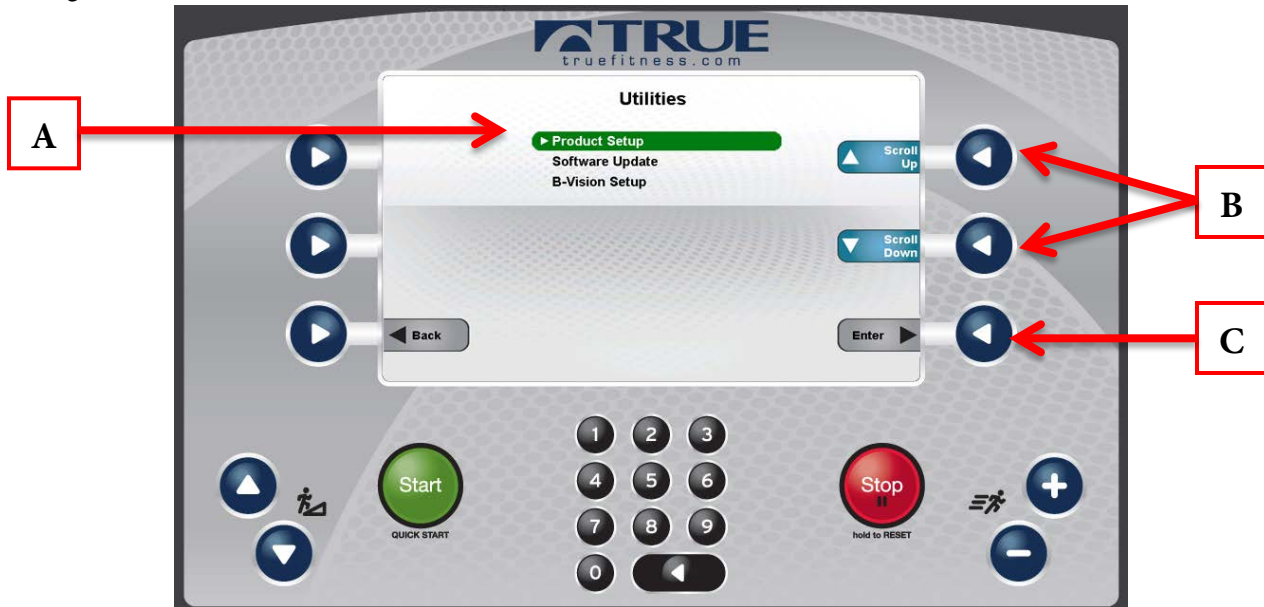 TRUE
truefitness.com
Utilities
A
Product Setup
Software Update
B-Vision Setup
Scroll
Up
B
Scroll
Down
Back
Enter
C
1 2 3
4 5 6
7 8 9
0
Start
QUICK START
Stop
hold to RESET